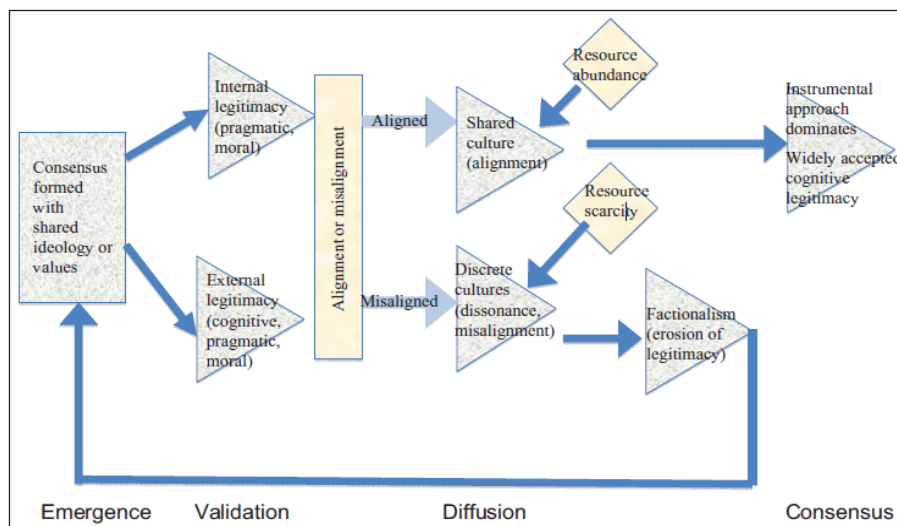 Consensus
formed
with
shared
ideology or
values
Internal
legitimacy
(pragmatic,
moral)
External
legitimacy
(cognitive,
pragmatic,
moral)
Alignment or misalignment
Aligned
Misaligned
Shared
culture
(alignment)
Resource
abundance
Discrete
cultures
(dissonance,
misalignment)
Resource
scarcity
Factionalism
(erosion of
legitimacy)
Instrumental
approach
dominates
Widely accepted
cognitive
legitimacy
Emergence
Validation
Diffusion
Consensus